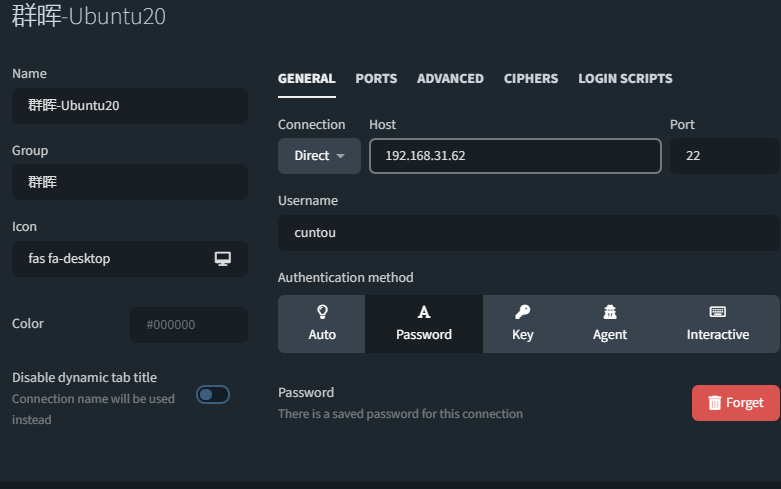 群晖-Ubuntu20
Name
群晖-Ubuntu20
Group
群晖
Icon
fas fa-desktop
Color
#000000
Disable dynamic tab title
Connection name will be used
instead
GENERAL PORTS ADVANCED CIPHERS LOGIN SCRIPTS
Connection Host Port
Direct 192.168.31.62 22
Username
cuntou
Authentication method
Auto Password Key Agent Interactive
Password
There is a saved password for this connection
Forget